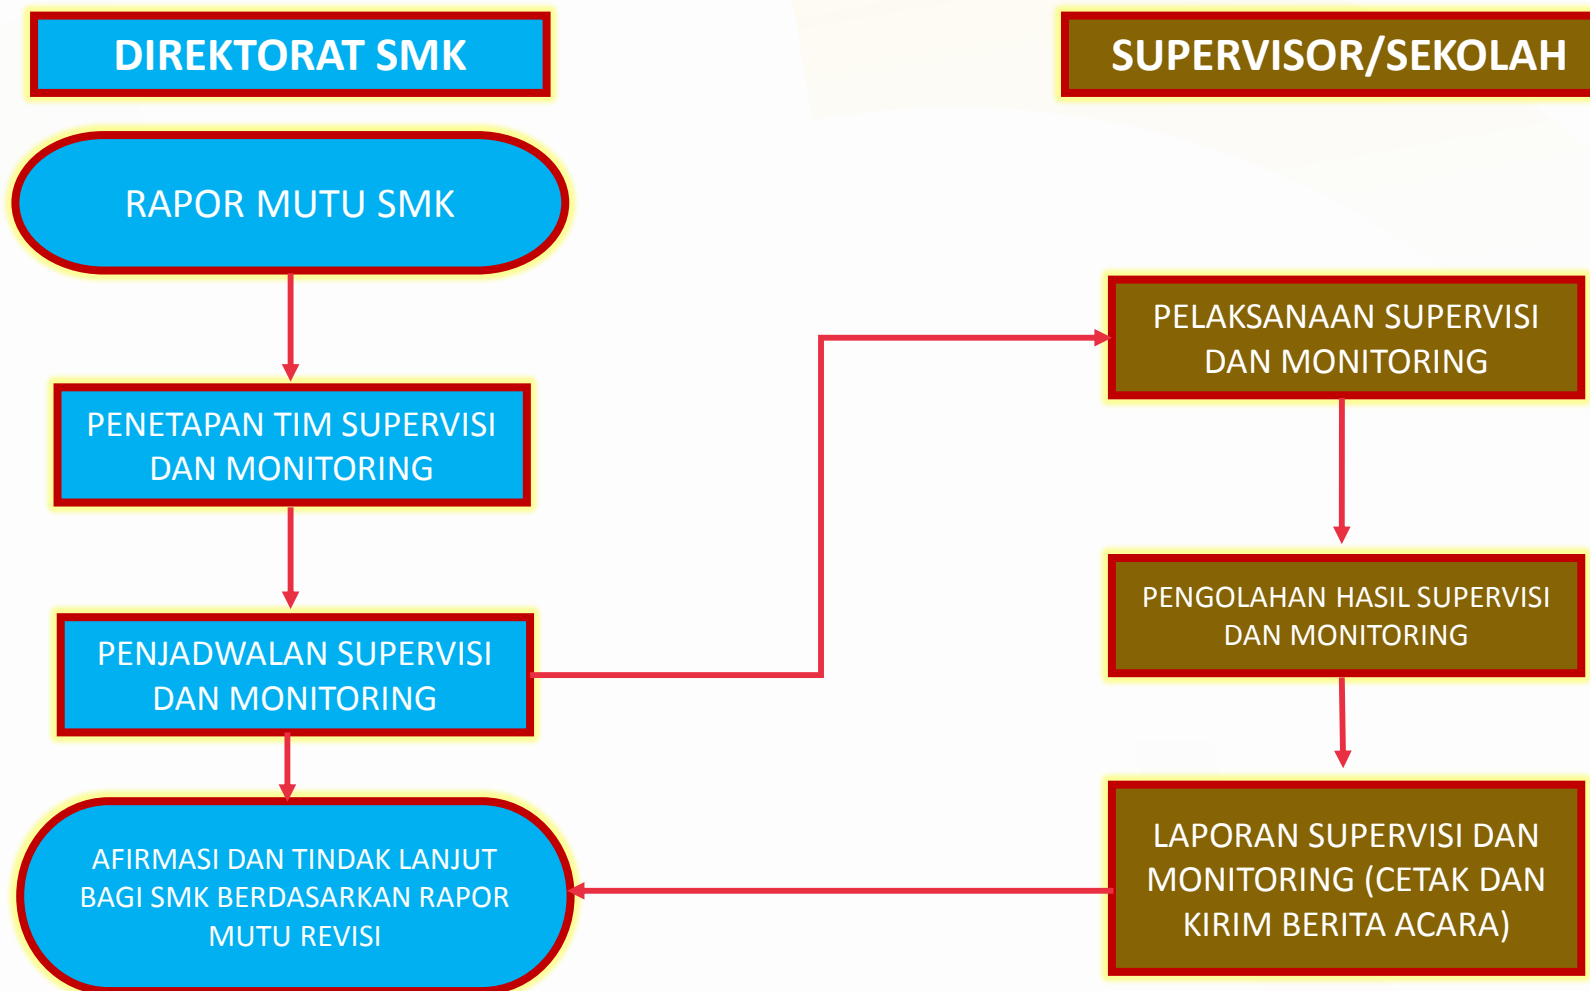 DIREKTORAT SMK
SUPERVISOR/SEKOLAH
RAPOR MUTU SMK
PENETAPAN TIM SUPERVISI
DAN MONITORING
PENJADWALAN SUPERVISI
DAN MONITORING
AFIRMASI DAN TINDAK LANJUT
BAGI SMK BERDASARKAN RAPOR
MUTU REVISI
PELAKSANAAN SUPERVISI
DAN MONITORING
PENGOLAHAN HASIL SUPERVISI
DAN MONITORING
LAPORAN SUPERVISI DAN
MONITORING (CETAK DAN
KIRIM BERITA ACARA)